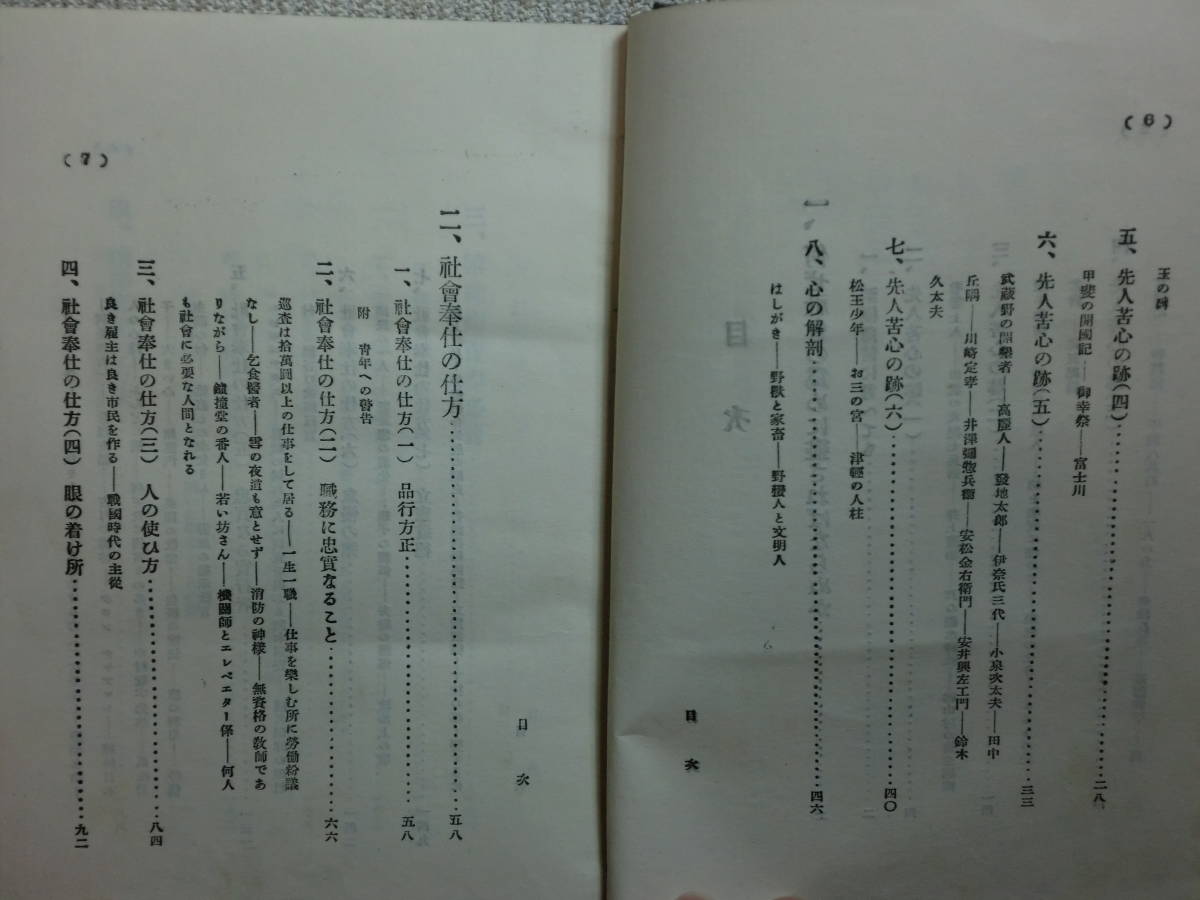 (6)
王の碑
五、先人苦心の跡(四)……二八
甲斐の開國記——御幸祭——富士川
六、先人苦心の跡(五)……三三
武蔵野の開懇者——高麗人——發地太郎——伊奈氏三代——小泉次太夫——田中
丘隅——川崎定孝——井澤彌惣兵衞——安松金右衞門——安井與左エ門——鈴木
久太夫
七、先人苦心の跡(六)……四〇
松王少年——お三の宮——津輕の人柱
八、心の解剖……四六
はしがき——野獸と家畜——野蠻人と文明人
目次
目次
二、社會奉仕の仕方……五八
一、社會奉仕の仕方(一) 品行方正……五八
附 青年への警告
二、社會奉仕の仕方(二) 職務に忠實なること……六六
巡査は拾萬圓以上の仕事をして居る——一生一職——仕事を樂しむ所に勞働紛議
なし——乞食醫者——雪の夜道も意とせず——消防の神樣——無資格の敎師であ
りながら——鐘撞堂の番人——若い坊さん——機關師とエレベエター係——何人
も社會に必要な人間となれる
三、社會奉仕の仕方(三) 人の使ひ方……八四
良き雇主は良き市民を作る——戰國時代の主從
四、社會奉仕の仕方(四) 眼の着け所……九二
(7)